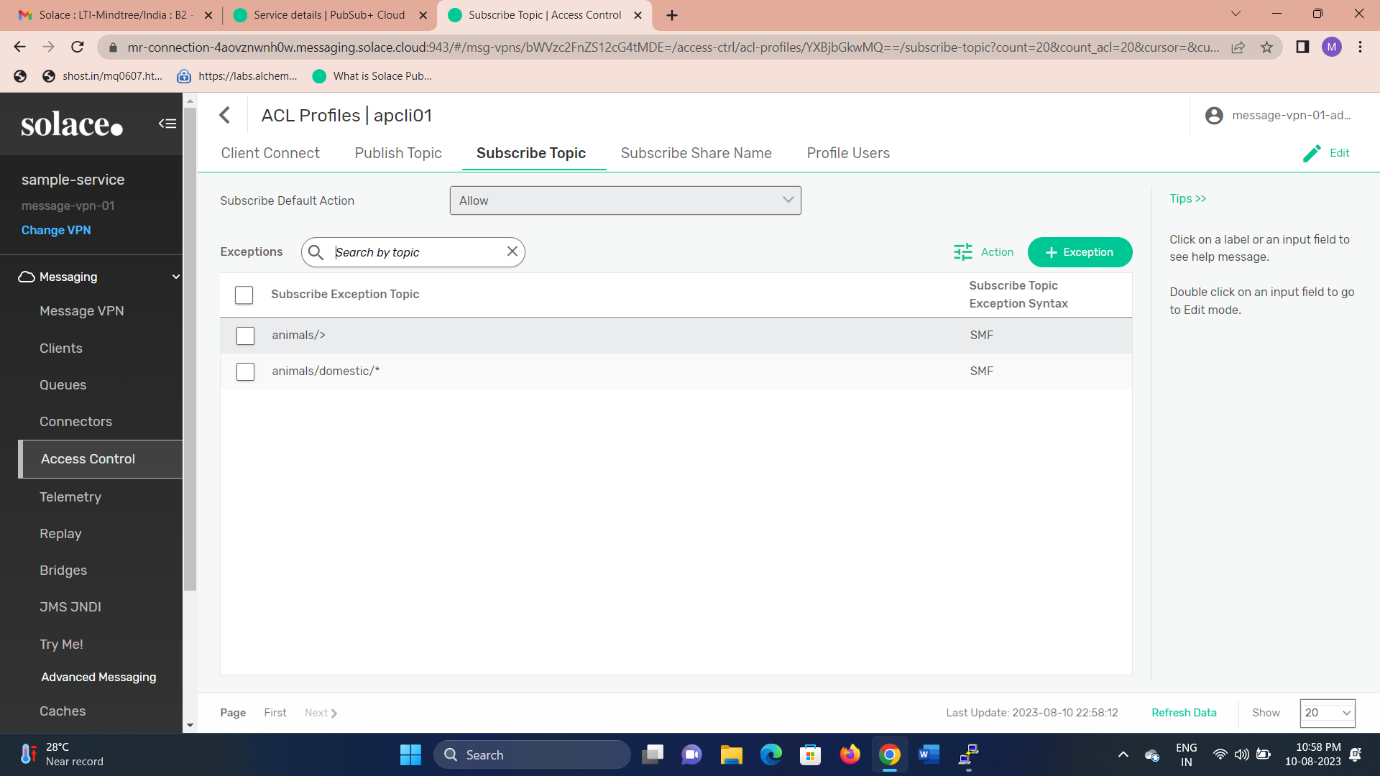 Solace : LTI-Mindtree/India : B2 -
Service details | PubSub+ Cloud
Subscribe Topic | Access Control
mr-connection-4aovznwnh0w.messaging.solace.cloud:943/#/msg-vpns/bWVzc2FnZS12cG4tMDE=/access-ctrl/acl-profiles/YXBjbGkwMQ==/subscribe-topic?count=20&count_acl=20&cursor=&cu...
M
shost.in/mq0607.ht...
https://labs.alchem...
What is Solace Pub...
solace.
ACL Profiles | apcli01
message-vpn-01-ad...
Client Connect
Publish Topic
Subscribe Topic
Subscribe Share Name
Profile Users
Edit
sample-service
message-vpn-01
Change VPN
Subscribe Default Action
Allow
Tips >>
Click on a label or an input field to
see help message.
Double click on an input field to go
to Edit mode.
Exceptions
Search by topic
Action
+ Exception
Subscribe Exception Topic
Subscribe Topic
Exception Syntax
animals/>
SMF
animals/domestic/*
SMF
Messaging
Message VPN
Clients
Queues
Connectors
Access Control
Telemetry
Replay
Bridges
JMS JNDI
Try Me!
Advanced Messaging
Caches
Page
First
Next
Last Update: 2023-08-10 22:58:12
Refresh Data
Show
20
28°C
Near record
Search
ENG
IN
10:58 PM
10-08-2023